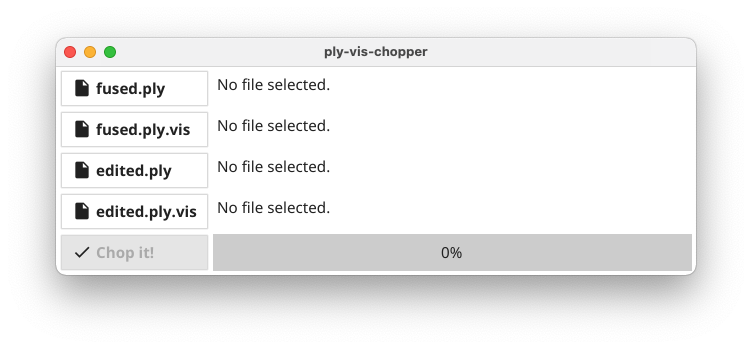 ply-vis-chopper
fused.ply No file selected.
fused.ply.vis No file selected.
edited.ply No file selected.
edited.ply.vis No file selected.
Chop it! 0%